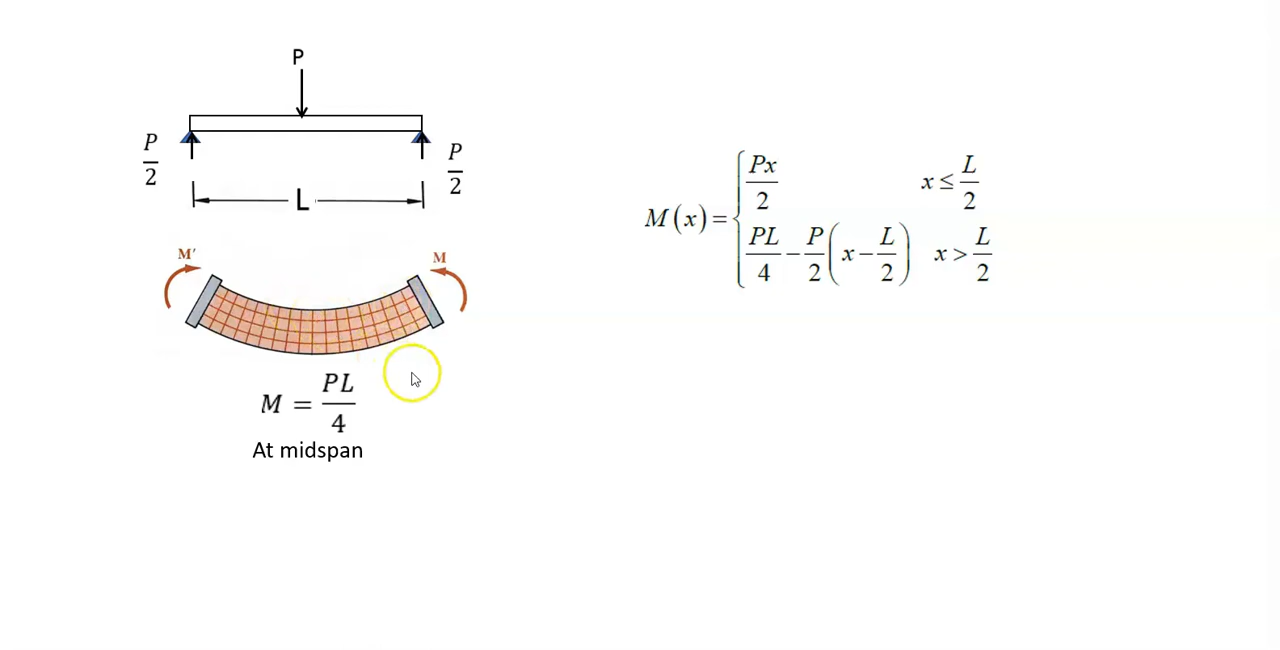 P
P/2
P/2
L
M'
M
M = PL/4
At midspan
M(x) = { Px/2    x ≤ L/2
PL/4 − P/2 (x − L/2)    x > L/2